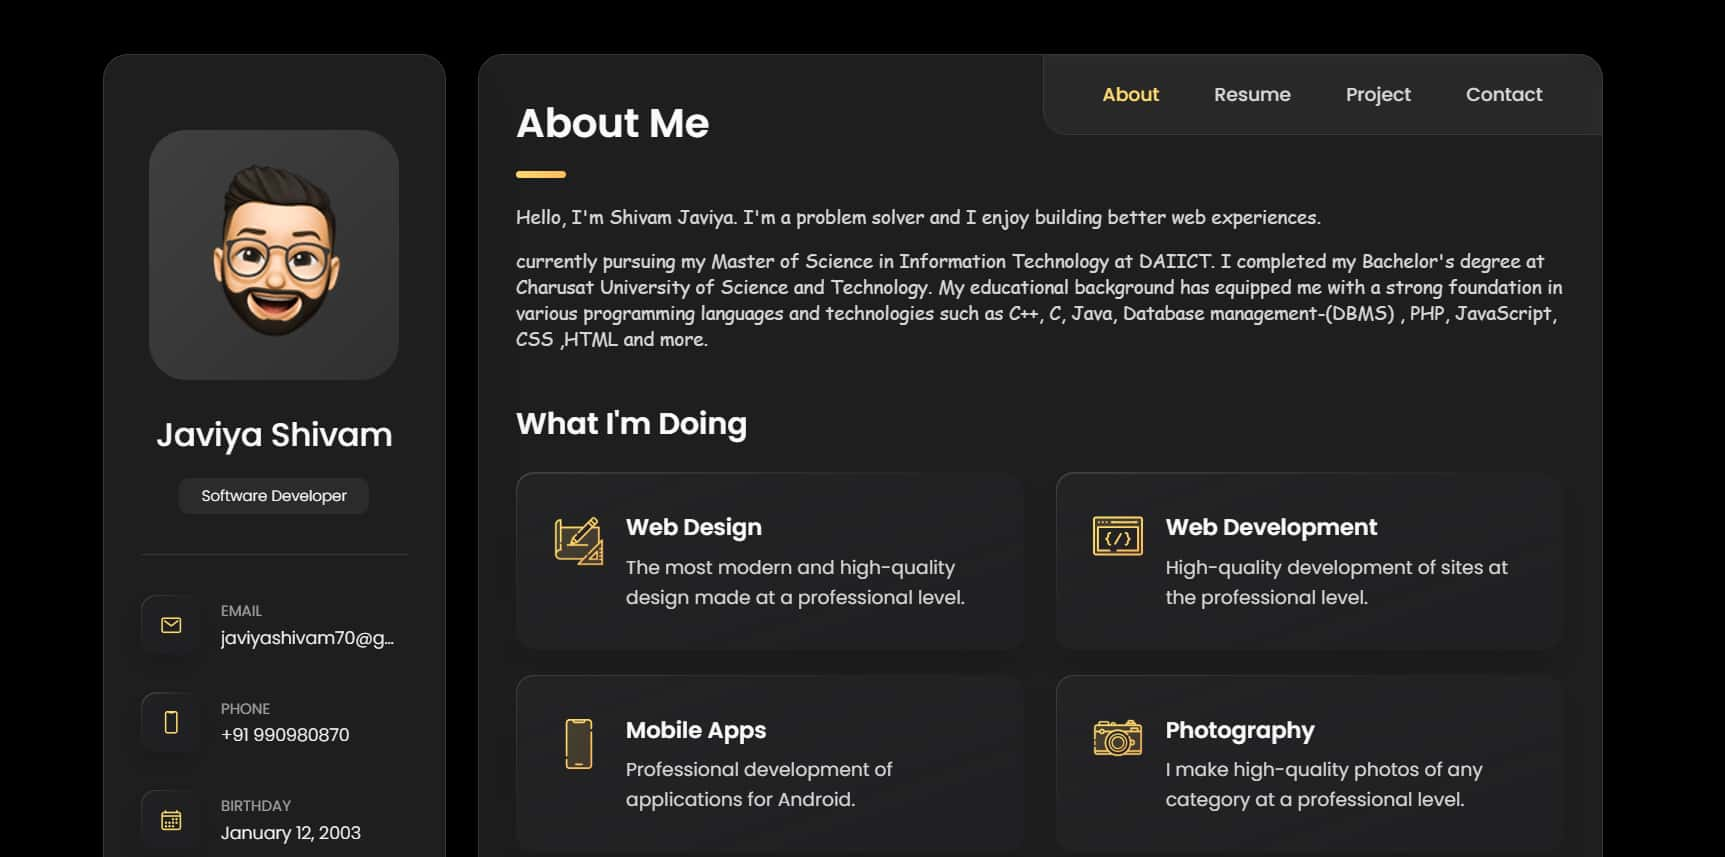 About
Resume
Project
Contact
Javiya Shivam
Software Developer
EMAIL
javiyashivam70@g...
PHONE
+91 990980870
BIRTHDAY
January 12, 2003
About Me
Hello, I'm Shivam Javiya. I'm a problem solver and I enjoy building better web experiences.
currently pursuing my Master of Science in Information Technology at DAIICT. I completed my Bachelor's degree at
Charusat University of Science and Technology. My educational background has equipped me with a strong foundation in
various programming languages and technologies such as C++, C, Java, Database management-(DBMS) , PHP, JavaScript,
CSS ,HTML and more.
What I'm Doing
Web Design
The most modern and high-quality
design made at a professional level.
Web Development
High-quality development of sites at
the professional level.
Mobile Apps
Professional development of
applications for Android.
Photography
I make high-quality photos of any
category at a professional level.